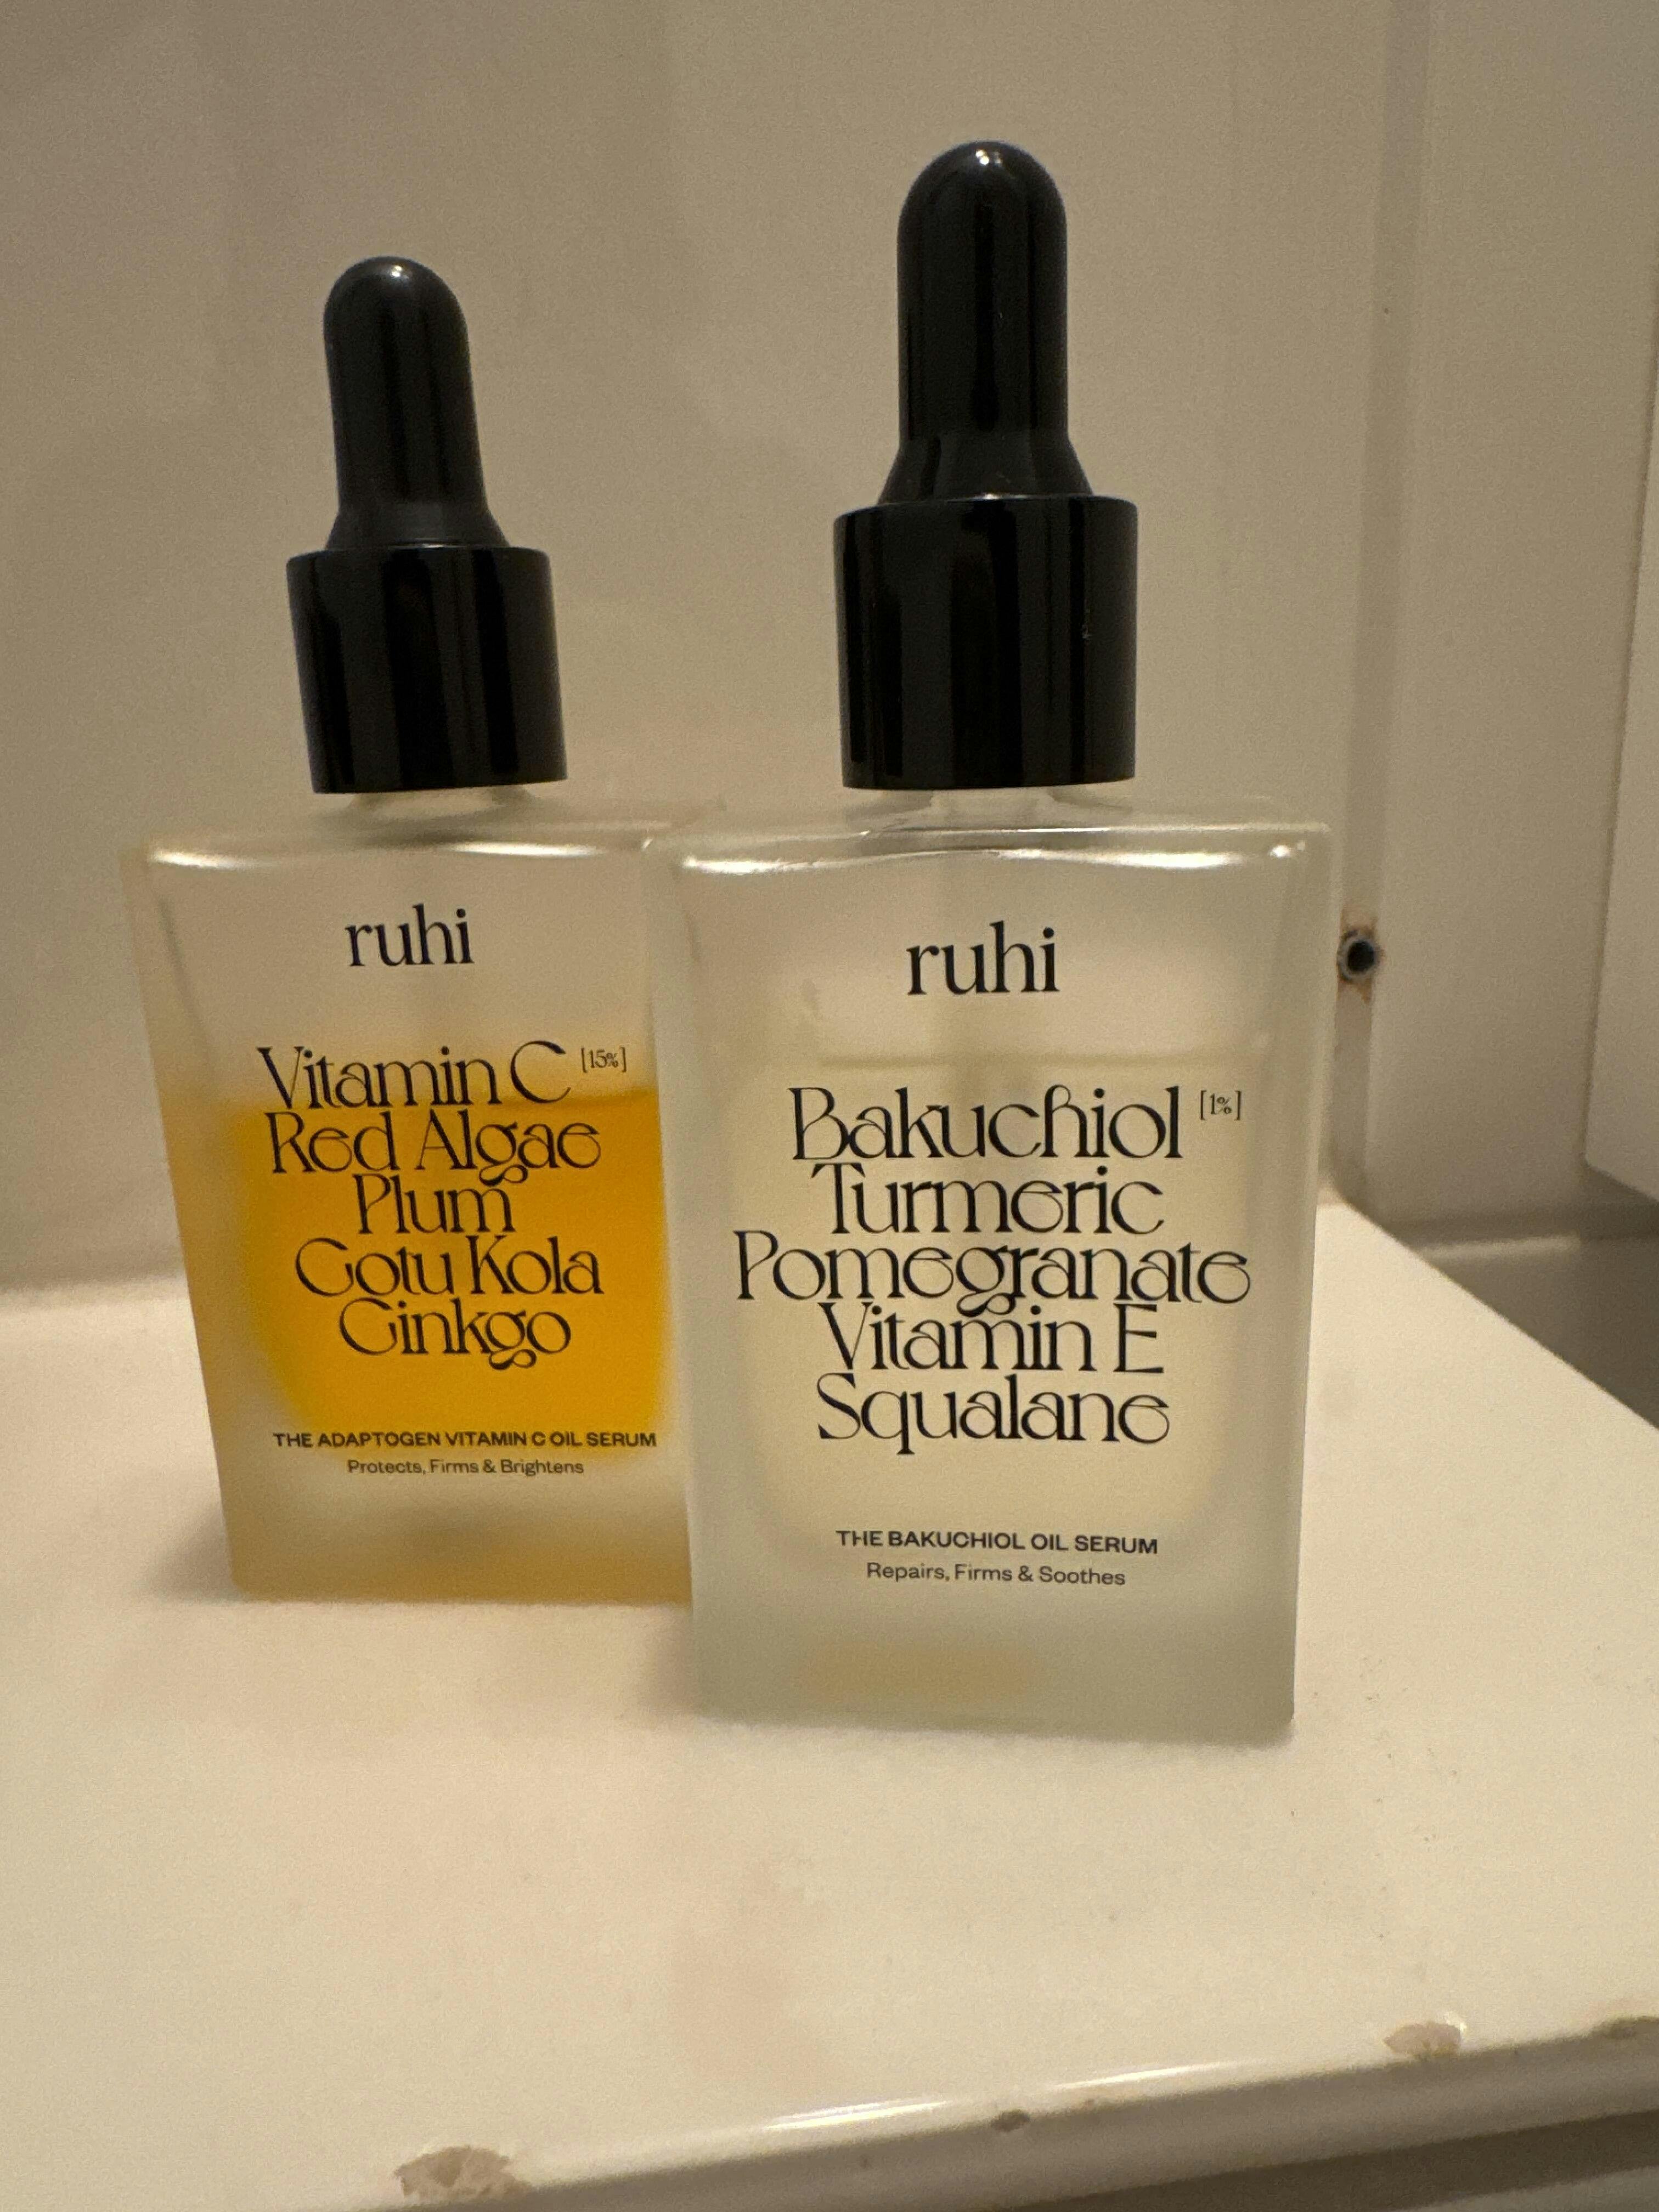 ruhi
Vitamin C [15%]
Red Algae
Plum
Gotu Kola
Ginkgo
THE ADAPTOGEN VITAMIN C OIL SERUM
Protects, Firms & Brightens
ruhi
Bakuchiol [1%]
Turmeric
Pomegranate
Vitamin E
Squalane
THE BAKUCHIOL OIL SERUM
Repairs, Firms & Soothes